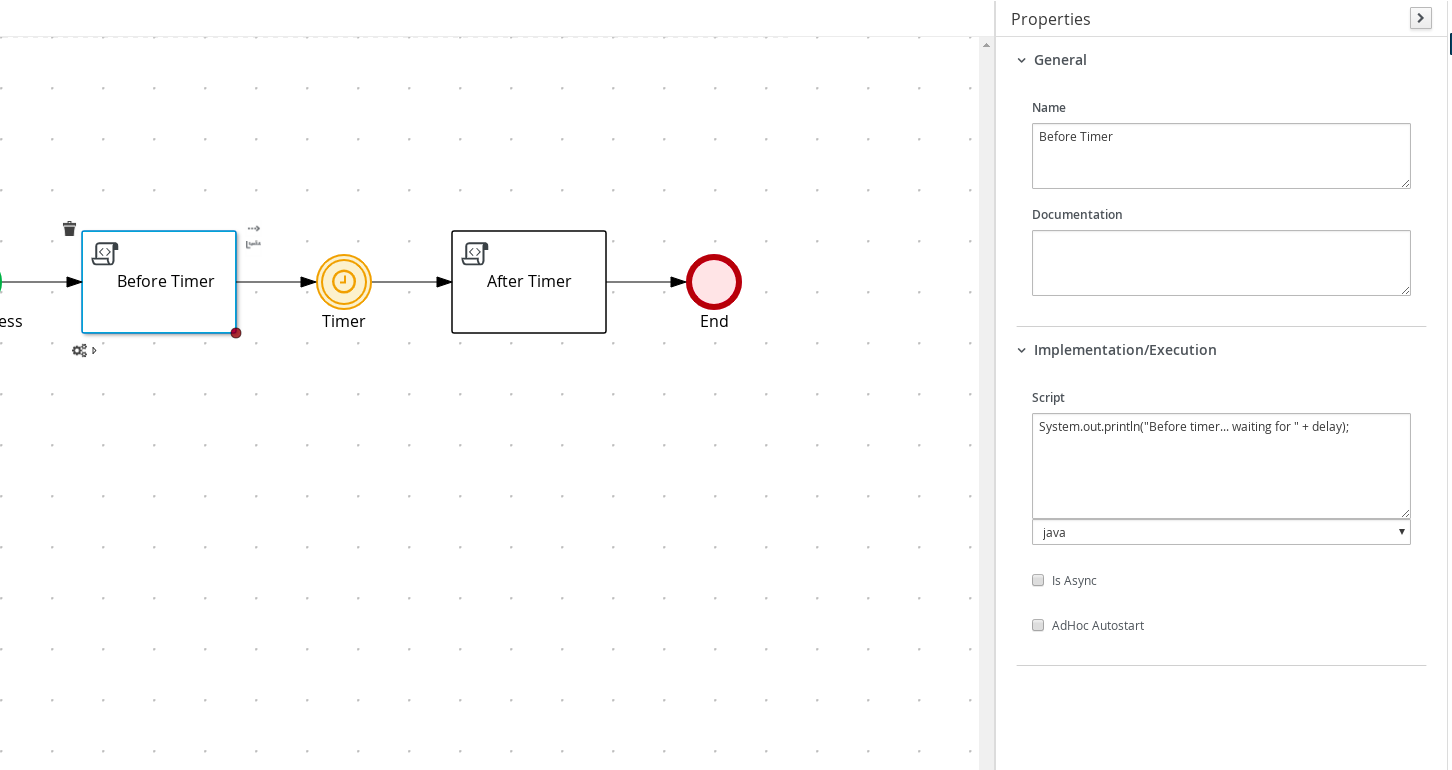 Before Timer
ess
Timer
After Timer
End
Properties
General
Name
Before Timer
Documentation
Implementation/Execution
Script
System.out.println("Before timer... waiting for " + delay);
java
Is Async
AdHoc Autostart